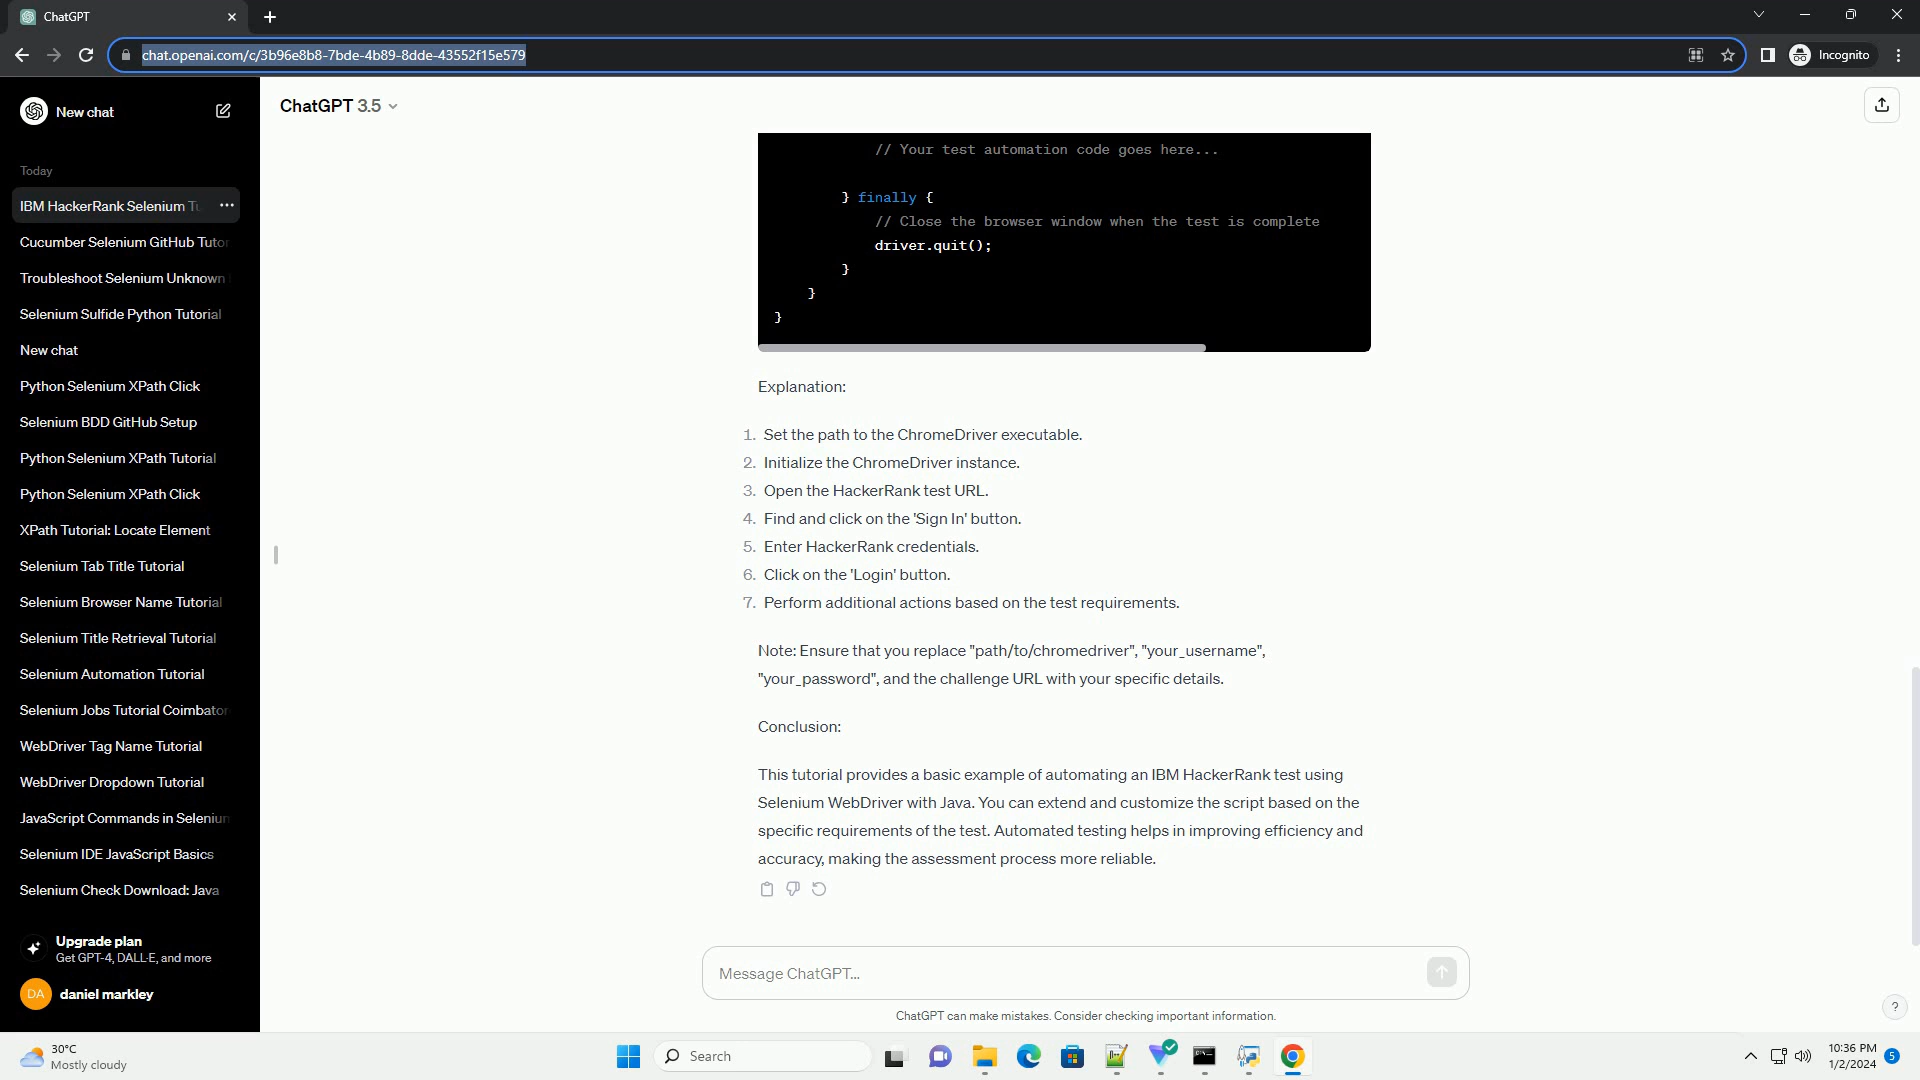 ChatGPT
chat.openai.com/c/3b96e8b8-7bde-4b89-8dde-43552f15e579
Incognito
New chat
Today
IBM HackerRank Selenium Tu
Cucumber Selenium GitHub Tutor
Troubleshoot Selenium Unknown
Selenium Sulfide Python Tutorial
New chat
Python Selenium XPath Click
Selenium BDD GitHub Setup
Python Selenium XPath Tutorial
Python Selenium XPath Click
XPath Tutorial: Locate Element
Selenium Tab Title Tutorial
Selenium Browser Name Tutorial
Selenium Title Retrieval Tutorial
Selenium Automation Tutorial
Selenium Jobs Tutorial Coimbator
WebDriver Tag Name Tutorial
WebDriver Dropdown Tutorial
JavaScript Commands in Selenium
Selenium IDE JavaScript Basics
Selenium Check Download: Java
Upgrade plan
Get GPT-4, DALL·E, and more
DA daniel markley
ChatGPT 3.5
// Your test automation code goes here...
} finally {
// Close the browser window when the test is complete
driver.quit();
}
}
}
Explanation:
1. Set the path to the ChromeDriver executable.
2. Initialize the ChromeDriver instance.
3. Open the HackerRank test URL.
4. Find and click on the 'Sign In' button.
5. Enter HackerRank credentials.
6. Click on the 'Login' button.
7. Perform additional actions based on the test requirements.
Note: Ensure that you replace "path/to/chromedriver", "your_username",
"your_password", and the challenge URL with your specific details.
Conclusion:
This tutorial provides a basic example of automating an IBM HackerRank test using
Selenium WebDriver with Java. You can extend and customize the script based on the
specific requirements of the test. Automated testing helps in improving efficiency and
accuracy, making the assessment process more reliable.
Message ChatGPT...
ChatGPT can make mistakes. Consider checking important information.
?
30°C
Mostly cloudy
Search
10:36 PM
1/2/2024
5